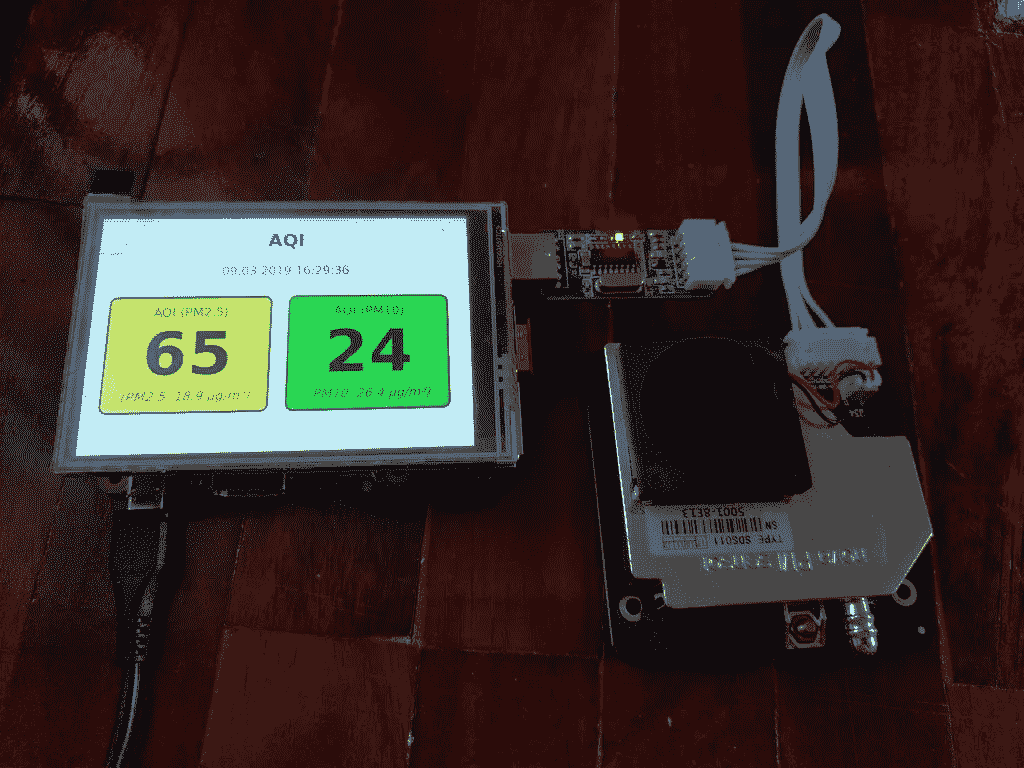 AQI
09.03.2019 16:29:36
AQI (PM2.5)
65
(PM2.5: 18.9 µg/m³)
AQI (PM10)
24
PM10: 26.4 µg/m³)
TYPE SDS011
SN
5001-8E13